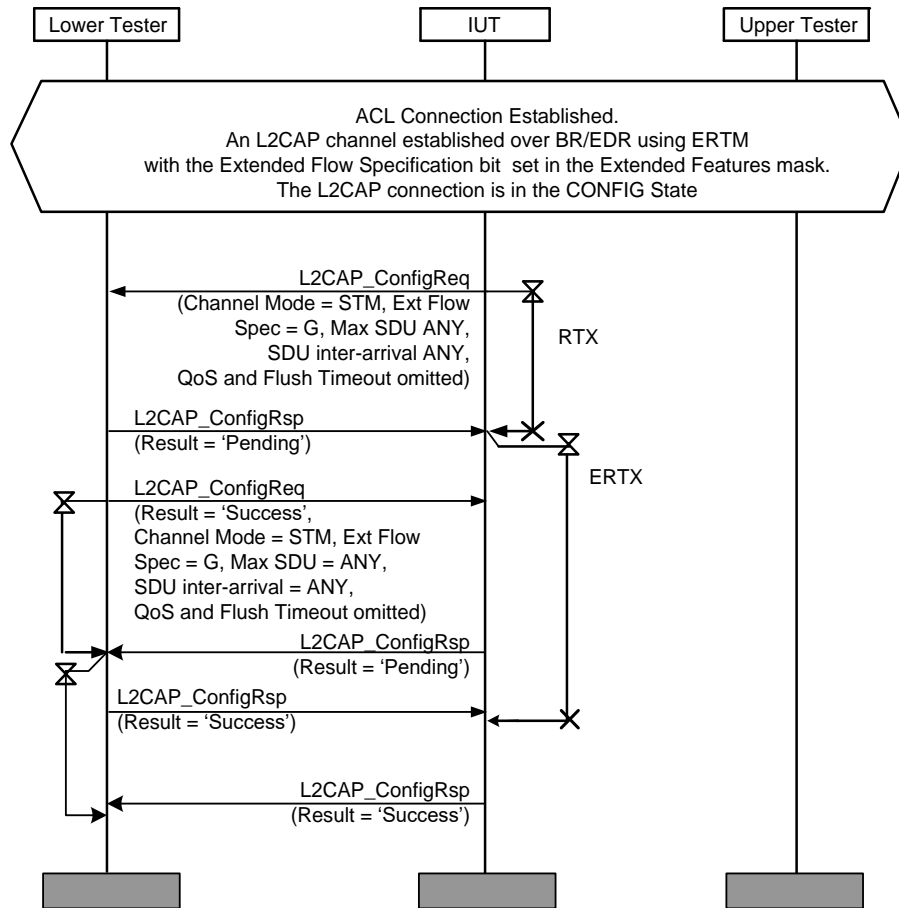 Lower Tester
IUT
Upper Tester
ACL Connection Established.
An L2CAP channel established over BR/EDR using ERTM
with the Extended Flow Specification bit set in the Extended Features mask.
The L2CAP connection is in the CONFIG State
L2CAP_ConfigReq
(Channel Mode = STM, Ext Flow
Spec = G, Max SDU ANY,
SDU inter-arrival ANY,
QoS and Flush Timeout omitted)
RTX
L2CAP_ConfigRsp
(Result = ‘Pending’)
ERTX
L2CAP_ConfigReq
(Result = ‘Success’,
Channel Mode = STM, Ext Flow
Spec = G, Max SDU = ANY,
SDU inter-arrival = ANY,
QoS and Flush Timeout omitted)
L2CAP_ConfigRsp
(Result = ‘Pending’)
L2CAP_ConfigRsp
(Result = ‘Success’)
L2CAP_ConfigRsp
(Result = ‘Success’)